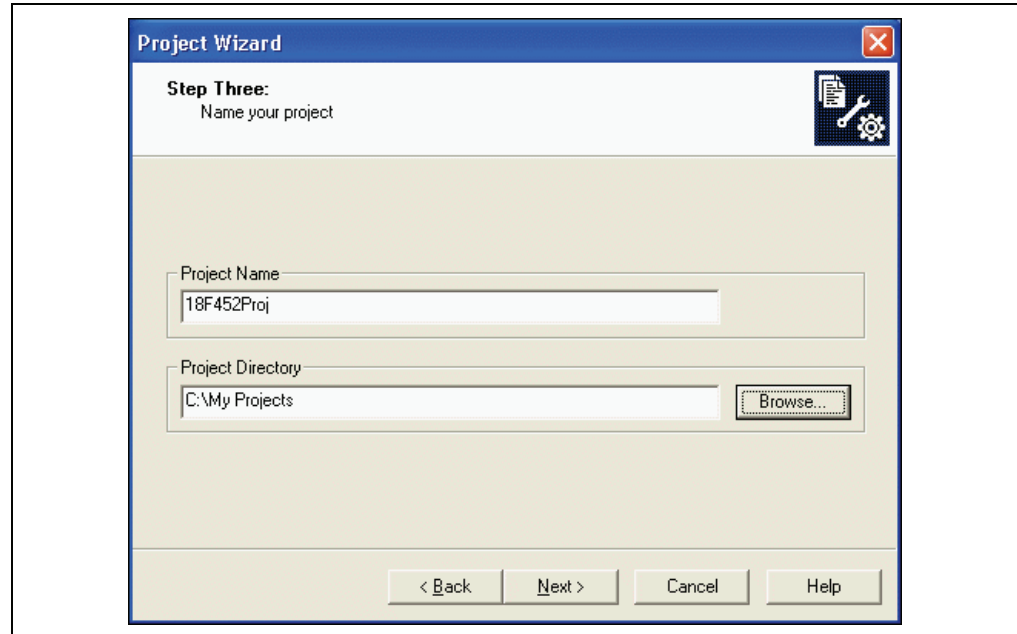 Project Wizard
Step Three:
Name your project
Project Name
18F452Proj
Project Directory
C:\My Projects
Browse...
< Back
Next >
Cancel
Help